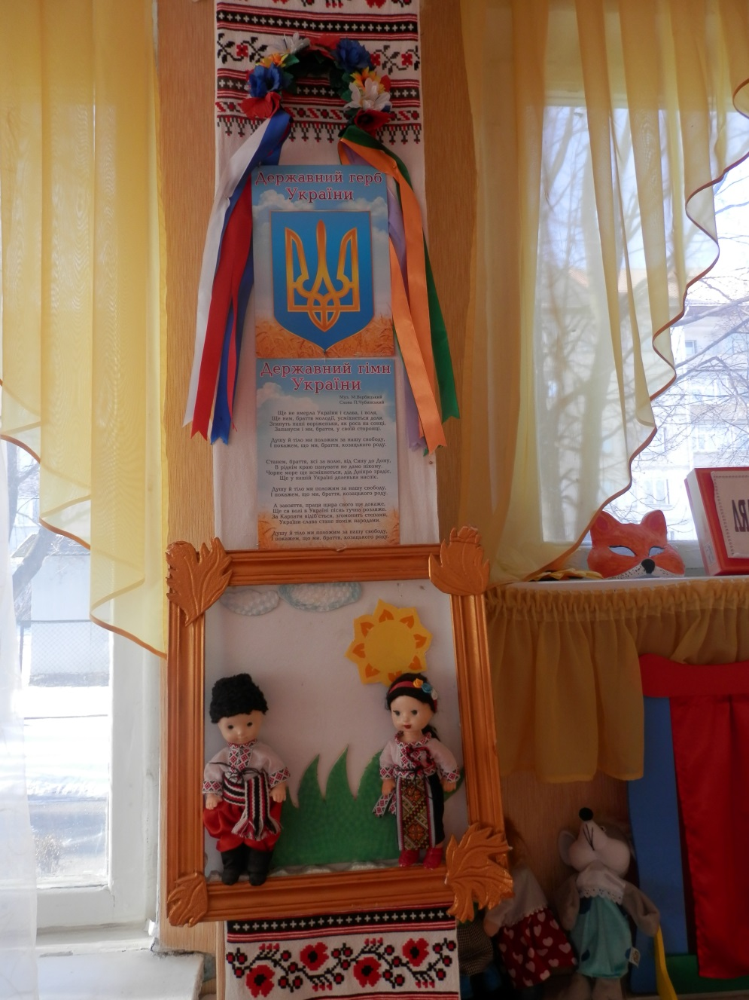 Державний герб
України
Державний гімн
України
Муз. М.Вербицький
Слова П.Чубинський
Ще не вмерла України і слава, і воля,
Ще нам, браття молодії, усміхнеться доля.
Згинуть наші вороженьки, як роса на сонці.
Запануєм і ми, браття, у своїй сторонці.
Душу й тіло ми положим за нашу свободу,
І покажем, що ми, браття, козацького роду.
Станем, браття, всі за волю, від Сяну до Дону,
В ріднім краю панувати не дамо нікому.
Чорне море ще всміхнеться, дід Дніпро зрадіє,
Ще у нашій Україні доленька наспіє.
Душу й тіло ми положим за нашу свободу,
І покажем, що ми, браття, козацького роду.
А завзяття, праця щира свого ще докаже,
Ще ся волі в Україні піснь гучна розляже.
За Карпати відіб'ється, згомонить степами,
України слава стане поміж народами.
Душу й тіло ми положим за нашу свободу,
І покажем, що ми, браття, козацького роду.